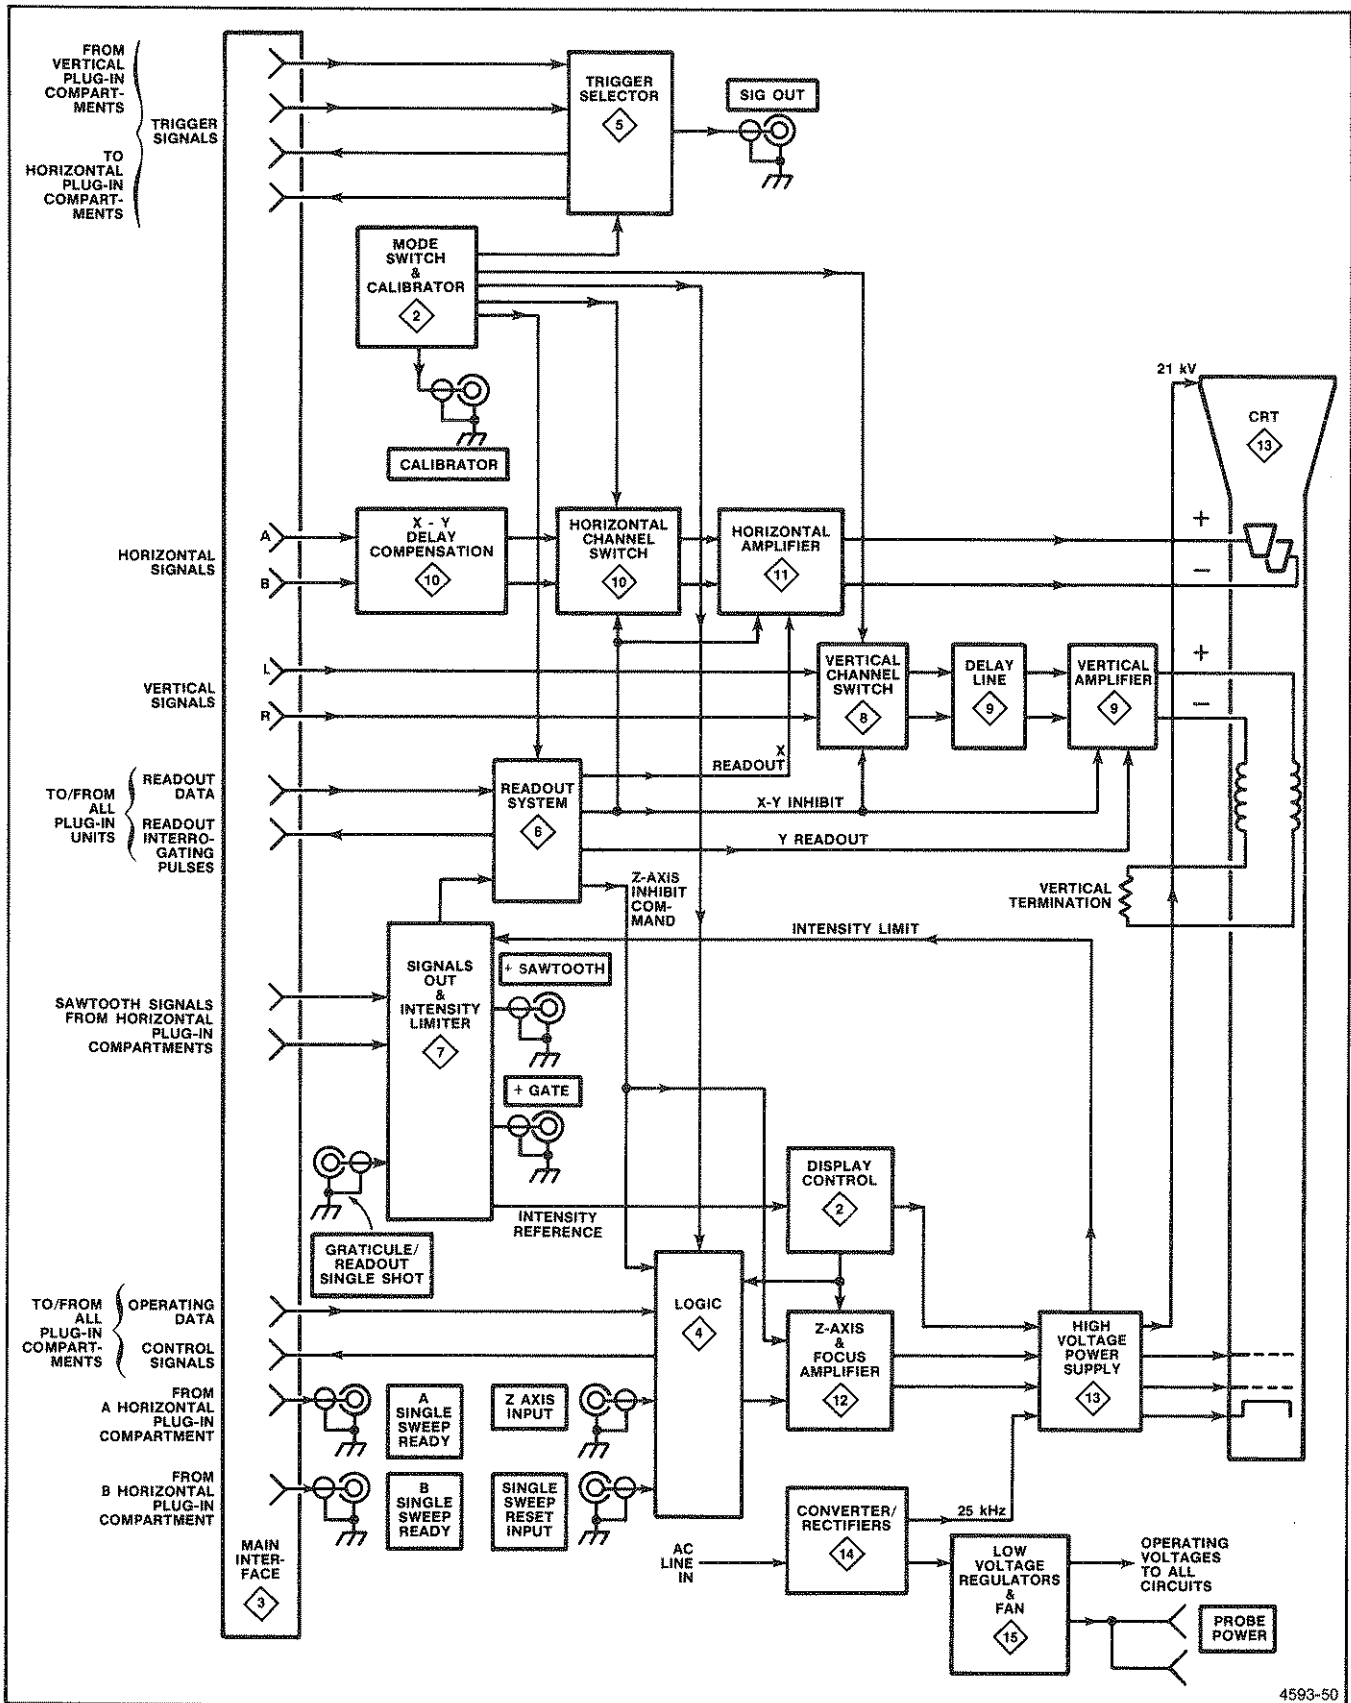 FROM
VERTICAL
PLUG-IN
COMPART-
MENTS
TRIGGER
SIGNALS
TO
HORIZONTAL
PLUG-IN
COMPART-
MENTS
TRIGGER
SELECTOR
5
SIG OUT
MODE
SWITCH
&
CALIBRATOR
2
CALIBRATOR
21 kV
CRT
13
HORIZONTAL
SIGNALS
A
B
X - Y
DELAY
COMPENSATION
10
HORIZONTAL
CHANNEL
SWITCH
10
HORIZONTAL
AMPLIFIER
11
+
−
VERTICAL
SIGNALS
L
R
VERTICAL
CHANNEL
SWITCH
8
DELAY
LINE
9
VERTICAL
AMPLIFIER
9
+
−
TO/FROM
ALL
PLUG-IN
UNITS
READOUT
DATA
READOUT
INTERRO-
GATING
PULSES
READOUT
SYSTEM
6
X
READOUT
X-Y INHIBIT
Y READOUT
Z-AXIS
INHIBIT
COM-
MAND
VERTICAL
TERMINATION
INTENSITY LIMIT
SAWTOOTH SIGNALS
FROM HORIZONTAL
PLUG-IN
COMPARTMENTS
SIGNALS
OUT
&
INTENSITY
LIMITER
7
+ SAWTOOTH
+ GATE
INTENSITY
REFERENCE
GRATICULE/
READOUT
SINGLE SHOT
DISPLAY
CONTROL
2
TO/FROM
ALL
PLUG-IN
COMPART-
MENTS
OPERATING
DATA
CONTROL
SIGNALS
LOGIC
4
Z-AXIS
&
FOCUS
AMPLIFIER
12
HIGH
VOLTAGE
POWER
SUPPLY
13
FROM
A HORIZONTAL
PLUG-IN
COMPARTMENT
A
SINGLE
SWEEP
READY
Z AXIS
INPUT
FROM
B HORIZONTAL
PLUG-IN
COMPARTMENT
B
SINGLE
SWEEP
READY
SINGLE
SWEEP
RESET
INPUT
MAIN
INTER-
FACE
3
AC
LINE
IN
CONVERTER/
RECTIFIERS
14
25 kHz
LOW
VOLTAGE
REGULATORS
&
FAN
15
OPERATING
VOLTAGES
TO ALL
CIRCUITS
PROBE
POWER
4593-50